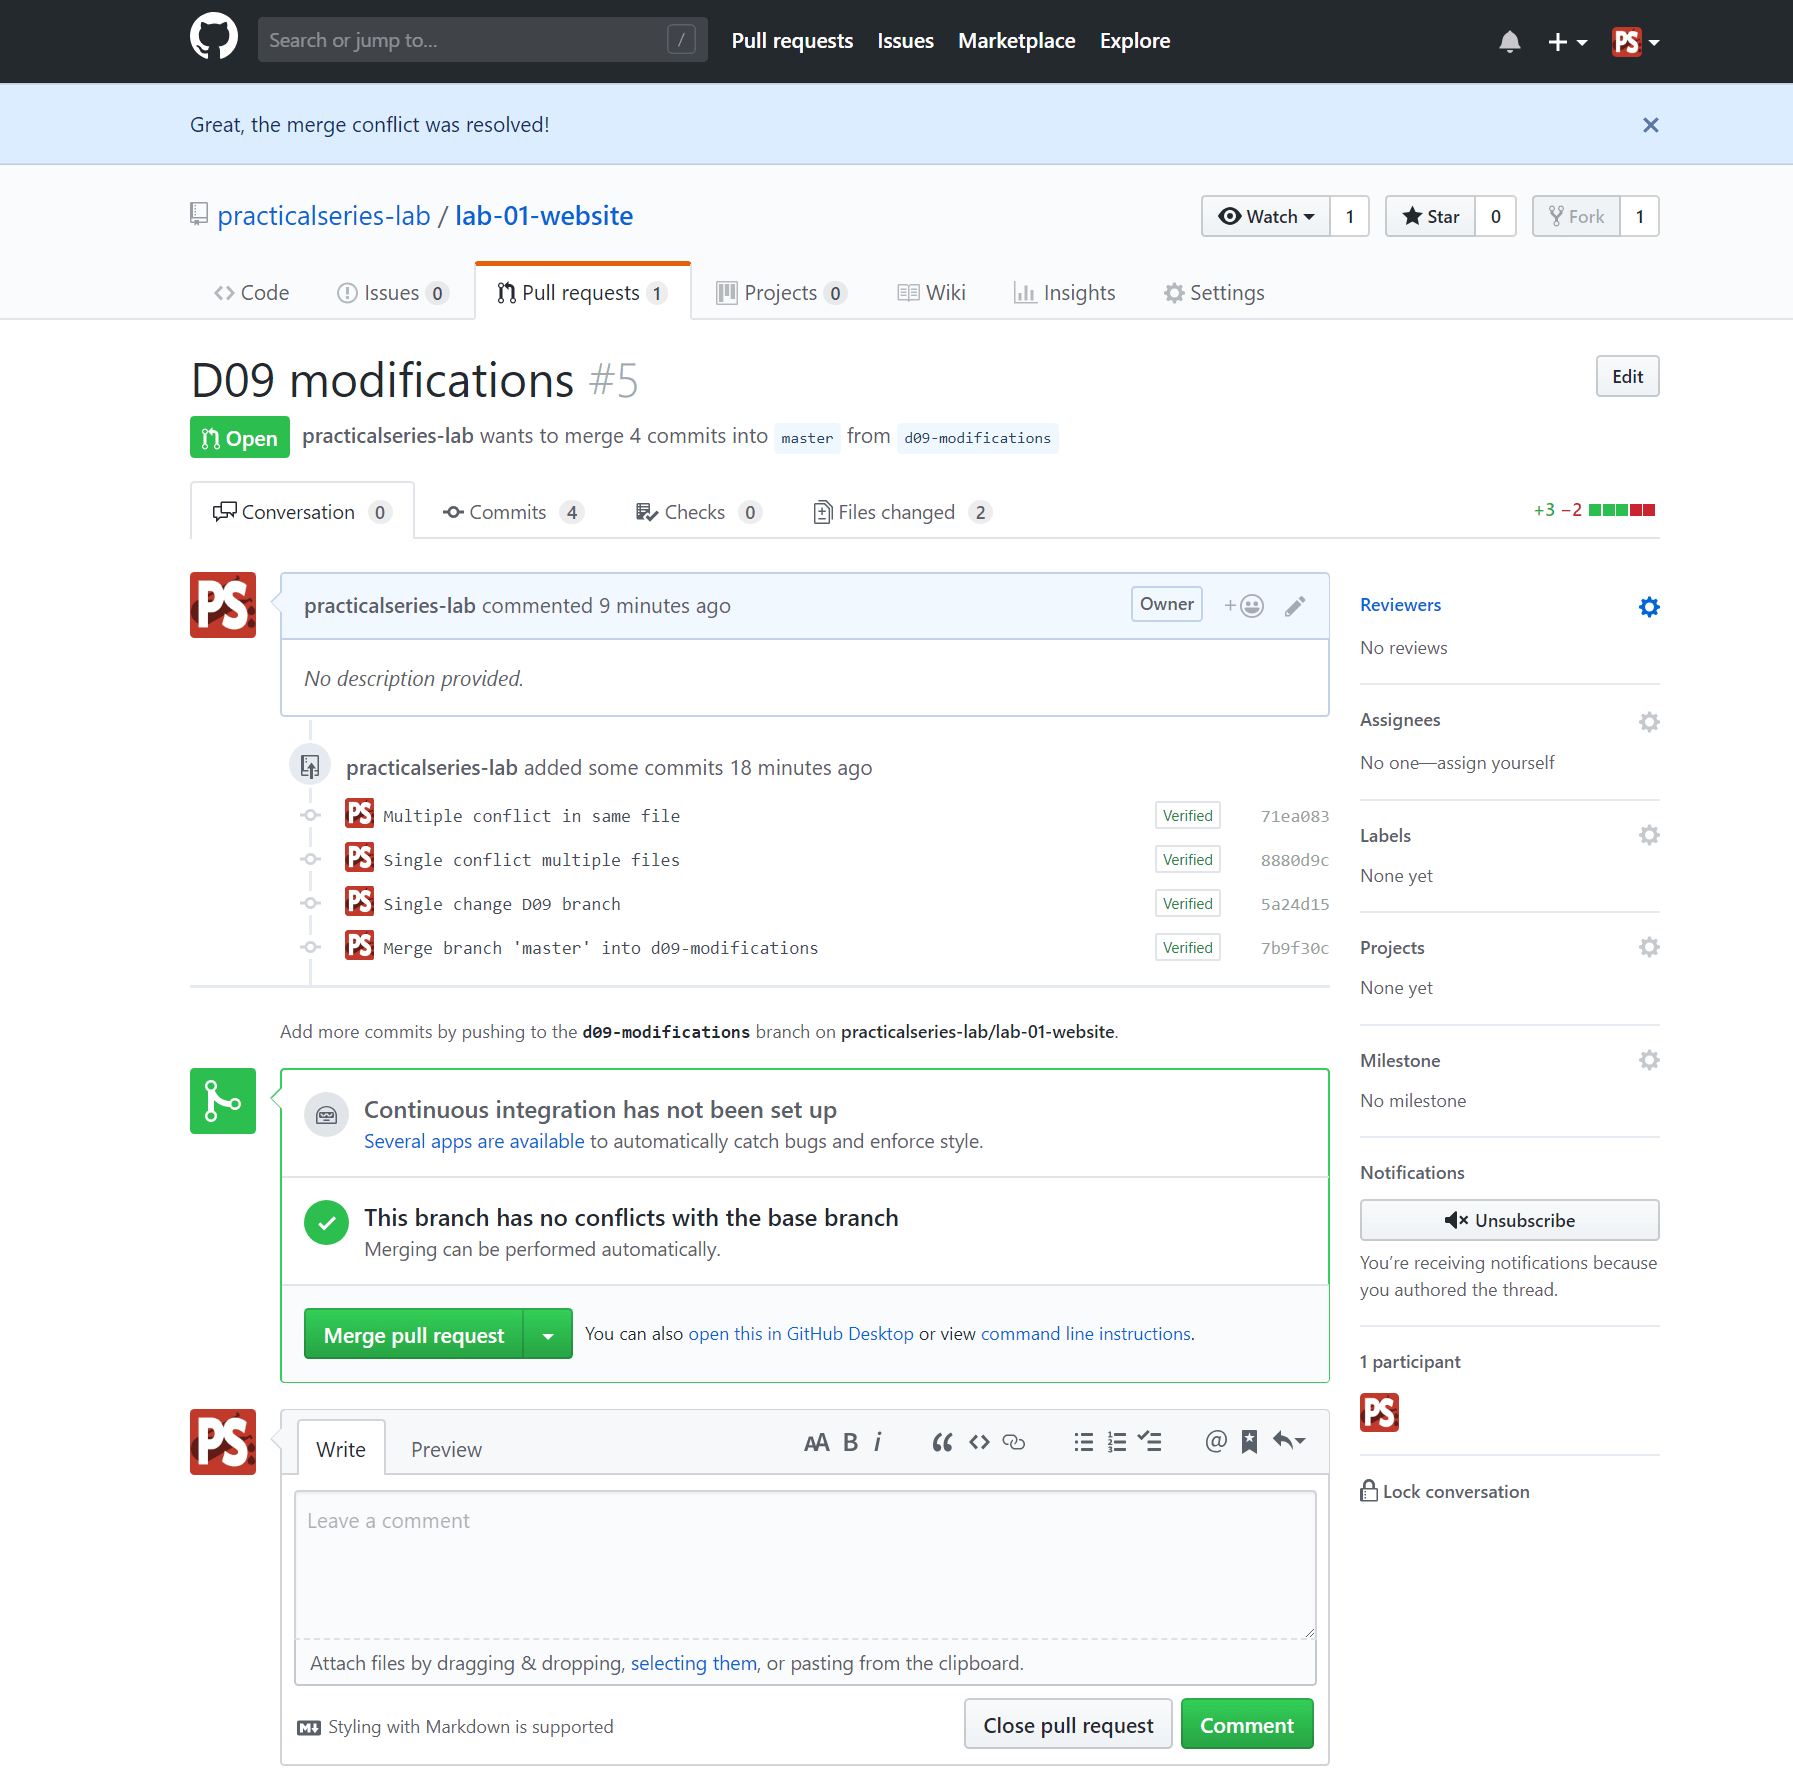 Search or jump to...
/
Pull requests
Issues
Marketplace
Explore
PS
Great, the merge conflict was resolved!
practicalseries-lab / lab-01-website
Watch 1
Star 0
Fork 1
Code
Issues 0
Pull requests 1
Projects 0
Wiki
Insights
Settings
D09 modifications #5
Edit
Open
practicalseries-lab wants to merge 4 commits into master from d09-modifications
Conversation 0
Commits 4
Checks 0
Files changed 2
+3 −2
PS
practicalseries-lab commented 9 minutes ago
Owner
No description provided.
practicalseries-lab added some commits 18 minutes ago
PS Multiple conflict in same file Verified 71ea083
PS Single conflict multiple files Verified 8880d9c
PS Single change D09 branch Verified 5a24d15
PS Merge branch 'master' into d09-modifications Verified 7b9f30c
Add more commits by pushing to the d09-modifications branch on practicalseries-lab/lab-01-website.
Continuous integration has not been set up
Several apps are available to automatically catch bugs and enforce style.
This branch has no conflicts with the base branch
Merging can be performed automatically.
Merge pull request
You can also open this in GitHub Desktop or view command line instructions.
PS
Write
Preview
AA B i
Leave a comment
Attach files by dragging & dropping, selecting them, or pasting from the clipboard.
Styling with Markdown is supported
Close pull request
Comment
Reviewers
No reviews
Assignees
No one—assign yourself
Labels
None yet
Projects
None yet
Milestone
No milestone
Notifications
Unsubscribe
You’re receiving notifications because
you authored the thread.
1 participant
PS
Lock conversation